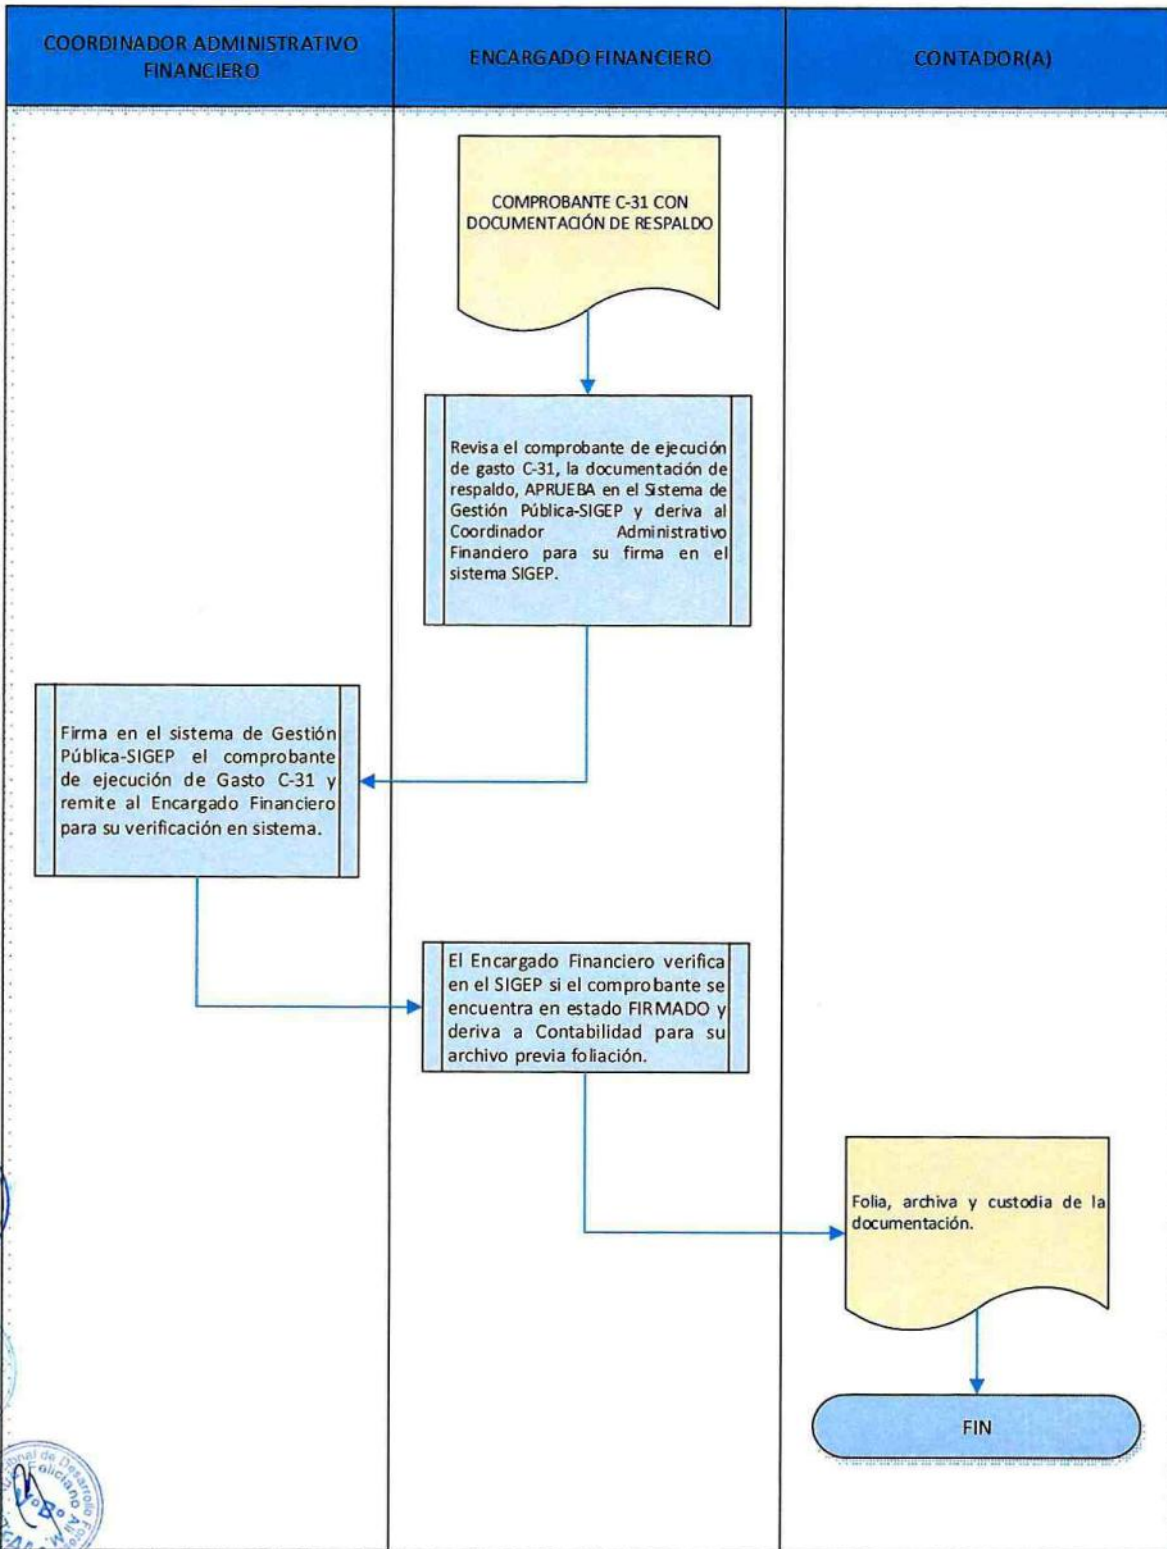 COORDINADOR ADMINISTRATIVO
FINANCIERO
ENCARGADO FINANCIERO
CONTADOR(A)
COMPROBANTE C-31 CON
DOCUMENTACIÓN DE RESPALDO
Revisa el comprobante de ejecución
de gasto C-31, la documentación de
respaldo, APRUEBA en el Sistema de
Gestión Pública-SIGEP y deriva al
Coordinador Administrativo
Financiero para su firma en el
sistema SIGEP.
Firma en el sistema de Gestión
Pública-SIGEP el comprobante
de ejecución de Gasto C-31 y
remite al Encargado Financiero
para su verificación en sistema.
El Encargado Financiero verifica
en el SIGEP si el comprobante se
encuentra en estado FIRMADO y
deriva a Contabilidad para su
archivo previa foliación.
Folia, archiva y custodia de la
documentación.
FIN
de Desarrollo
Feliciano
VºBº